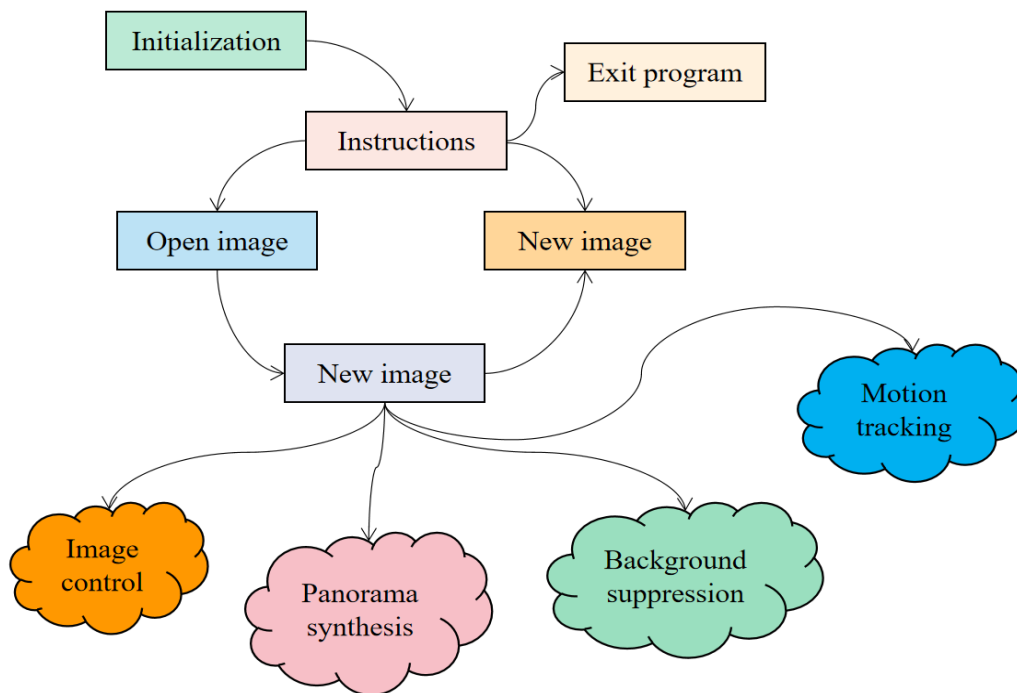 Initialization
Exit program
Instructions
Open image
New image
New image
Motion
tracking
Image
control
Panorama
synthesis
Background
suppression